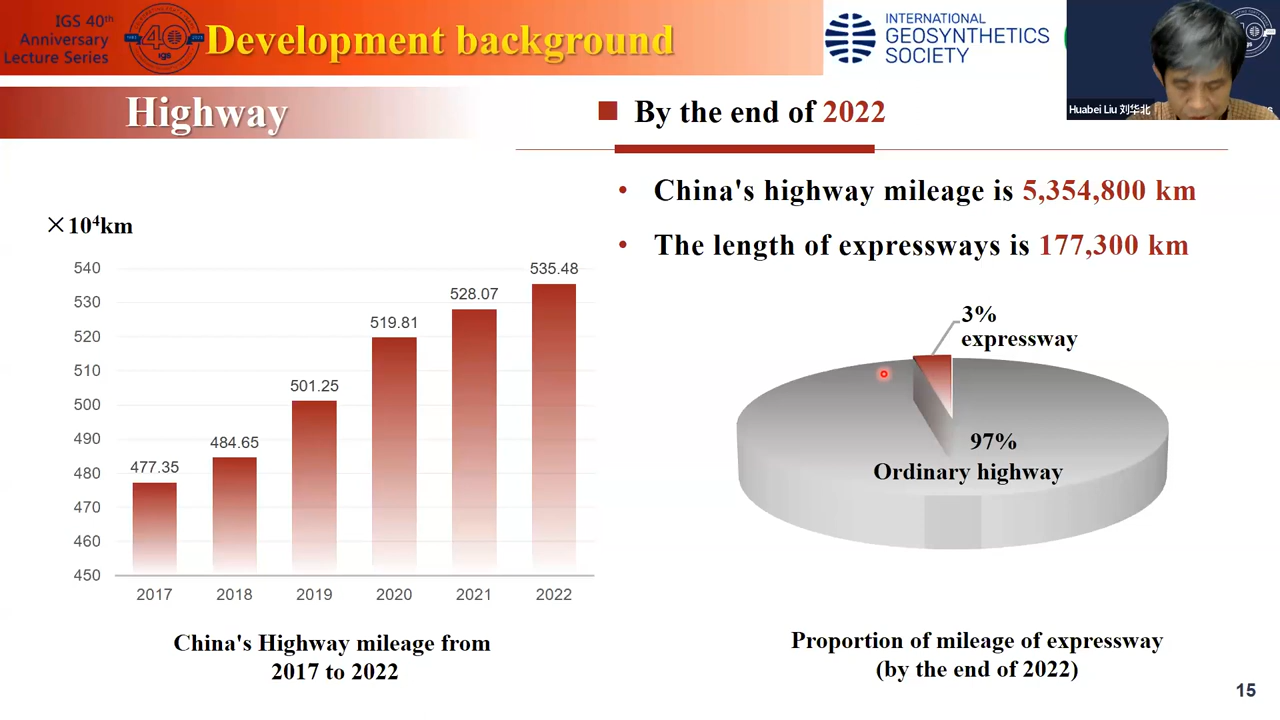 IGS 40th
Anniversary
Lecture Series
40
igs
Development background
INTERNATIONAL
GEOSYNTHETICS
SOCIETY
Huabei Liu 刘华北
Highway
By the end of 2022
• China's highway mileage is 5,354,800 km
• The length of expressways is 177,300 km
×10⁴km
540
530
520
510
500
490
480
470
460
450
477.35
484.65
501.25
519.81
528.07
535.48
2017
2018
2019
2020
2021
2022
China's Highway mileage from
2017 to 2022
3%
expressway
97%
Ordinary highway
Proportion of mileage of expressway
(by the end of 2022)
15